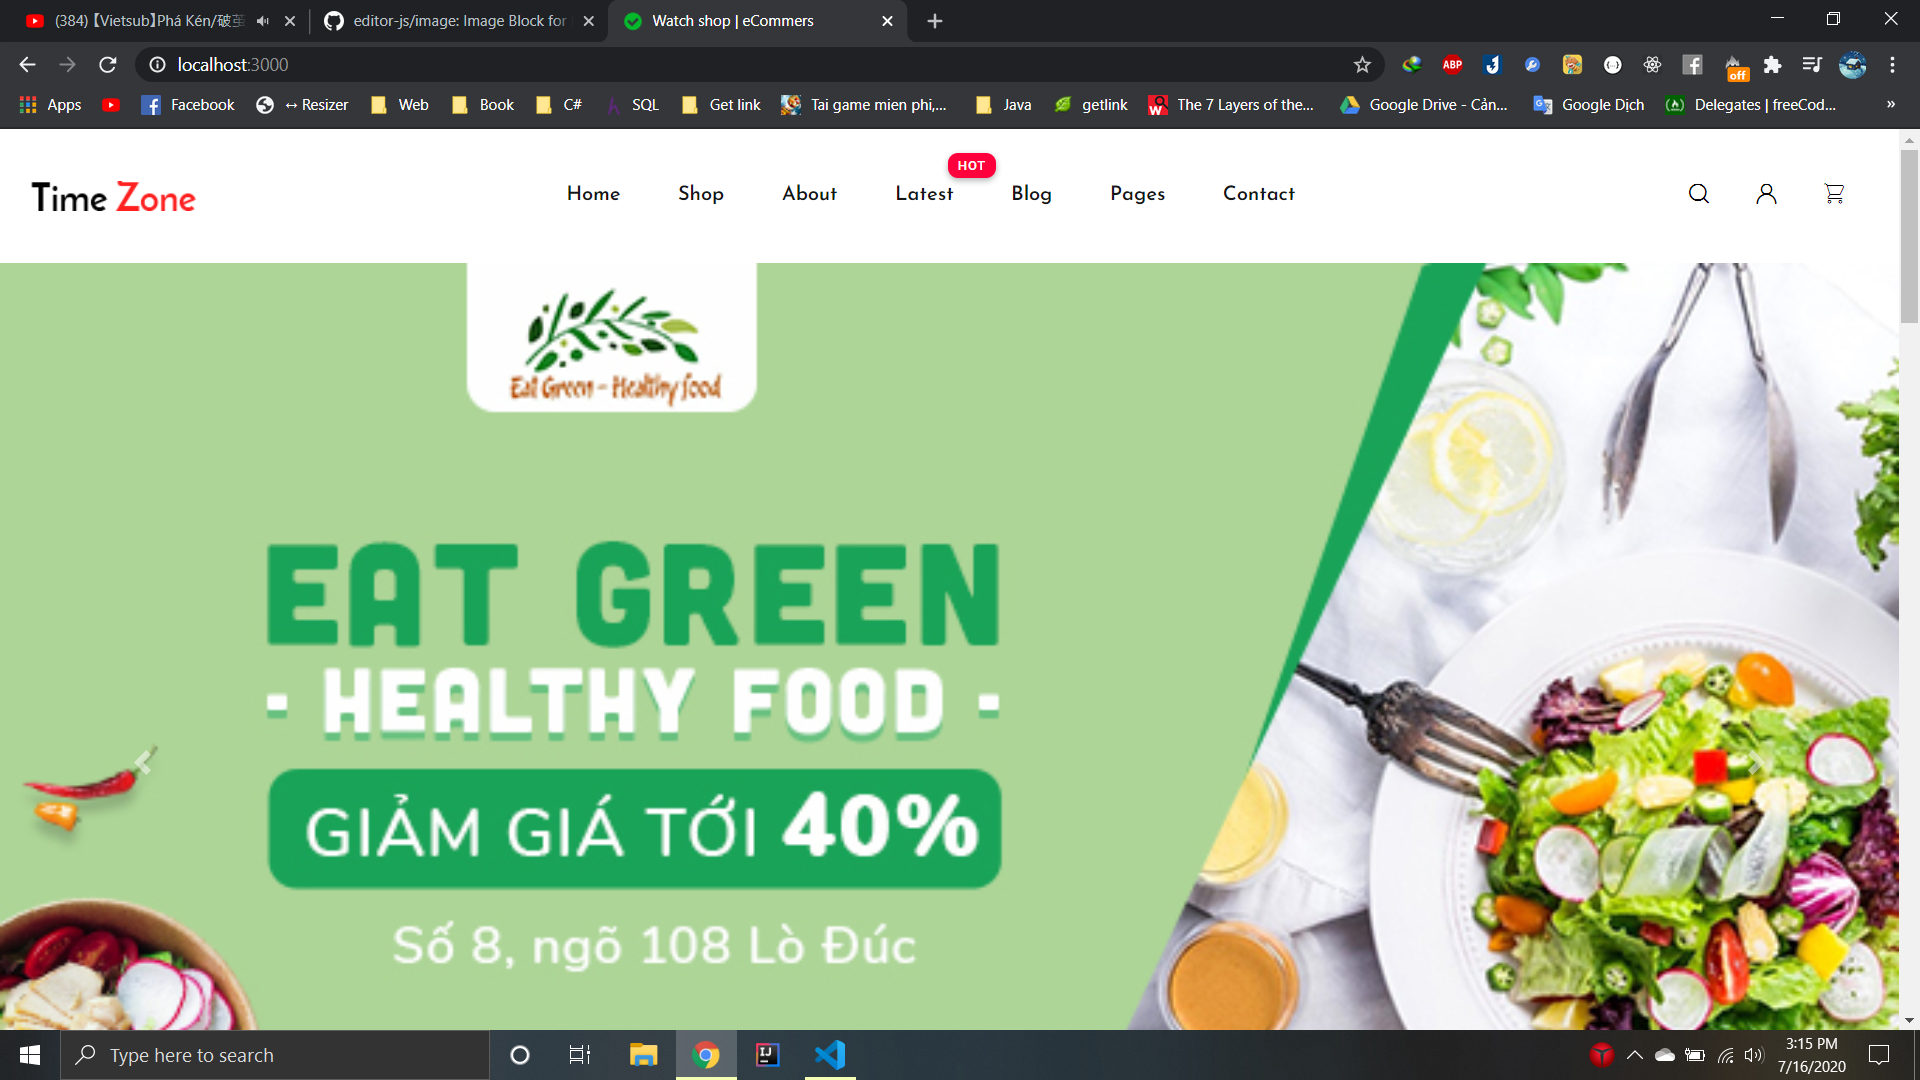 (384) 【Vietsub】Phá Kén/破茧
editor-js/image: Image Block for
Watch shop | eCommers
localhost:3000
ABP
off
Apps
Facebook
↔ Resizer
Web
Book
C#
SQL
Get link
Tai game mien phi,...
Java
getlink
The 7 Layers of the...
Google Drive - Cản...
Google Dịch
Delegates | freeCod...
»
Time Zone
Home
Shop
About
Latest
HOT
Blog
Pages
Contact
Eat Green - Healthy food
EAT GREEN
- HEALTHY FOOD -
GIẢM GIÁ TỚI 40%
Số 8, ngõ 108 Lò Đúc
Type here to search
3:15 PM
7/16/2020